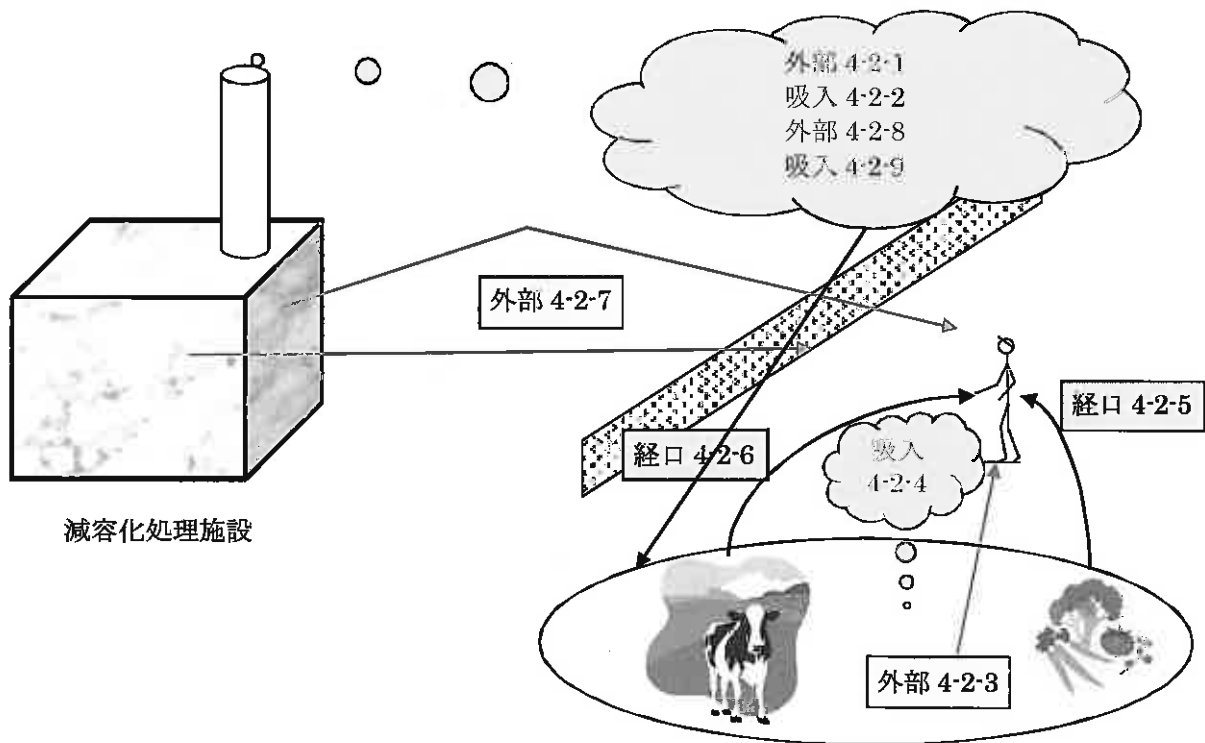 外部 4-2-1
吸入 4-2-2
外部 4-2-8
吸入 4-2-9
外部 4-2-7
経口 4-2-5
経口 4-2-6
吸入
4-2-4
減容化処理施設
外部 4-2-3